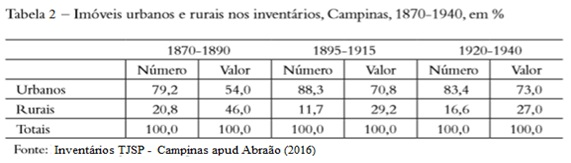 Tabela 2 – Imóveis urbanos e rurais nos inventários, Campinas, 1870-1940, em %
1870-1890 1895-1915 1920-1940
Número Valor Número Valor Número Valor
Urbanos 79,2 54,0 88,3 70,8 83,4 73,0
Rurais 20,8 46,0 11,7 29,2 16,6 27,0
Totais 100,0 100,0 100,0 100,0 100,0 100,0
Fonte: Inventários TJSP - Campinas apud Abraão (2016)